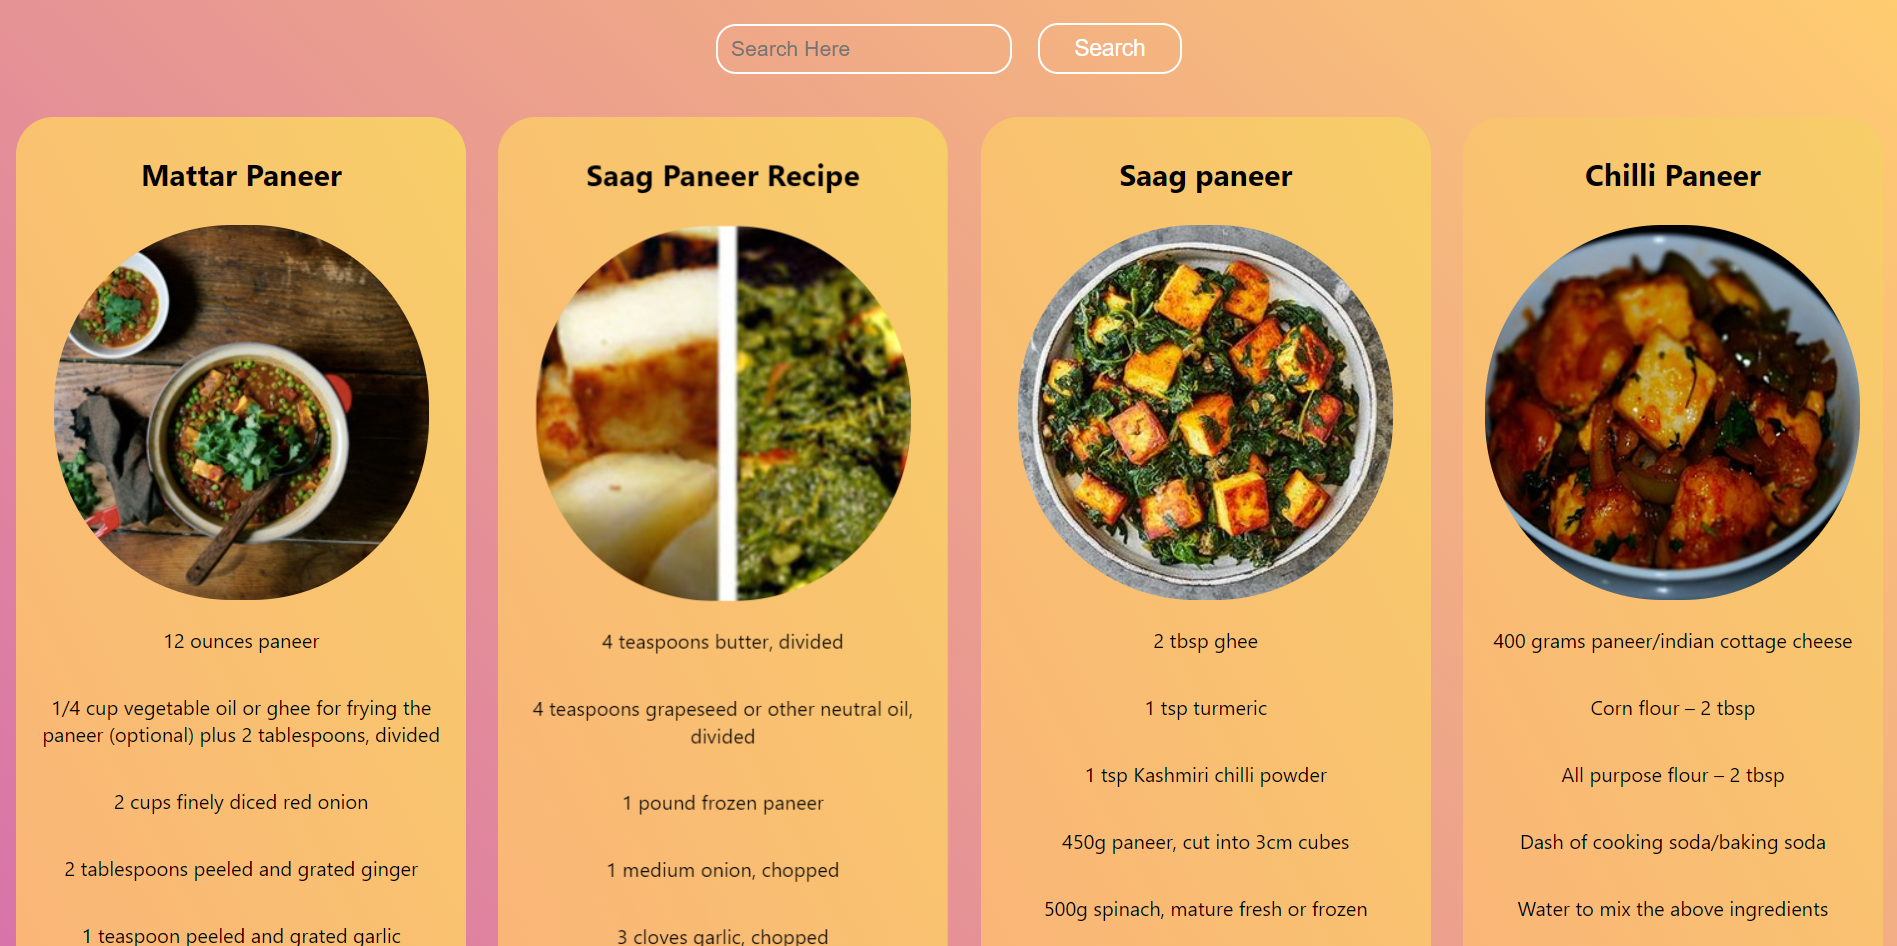 Search Here
Search
Mattar Paneer
12 ounces paneer
1/4 cup vegetable oil or ghee for frying the
paneer (optional) plus 2 tablespoons, divided
2 cups finely diced red onion
2 tablespoons peeled and grated ginger
1 teaspoon peeled and grated garlic
Saag Paneer Recipe
4 teaspoons butter, divided
4 teaspoons grapeseed or other neutral oil,
divided
1 pound frozen paneer
1 medium onion, chopped
3 cloves garlic, chopped
Saag paneer
2 tbsp ghee
1 tsp turmeric
1 tsp Kashmiri chilli powder
450g paneer, cut into 3cm cubes
500g spinach, mature fresh or frozen
Chilli Paneer
400 grams paneer/indian cottage cheese
Corn flour – 2 tbsp
All purpose flour – 2 tbsp
Dash of cooking soda/baking soda
Water to mix the above ingredients